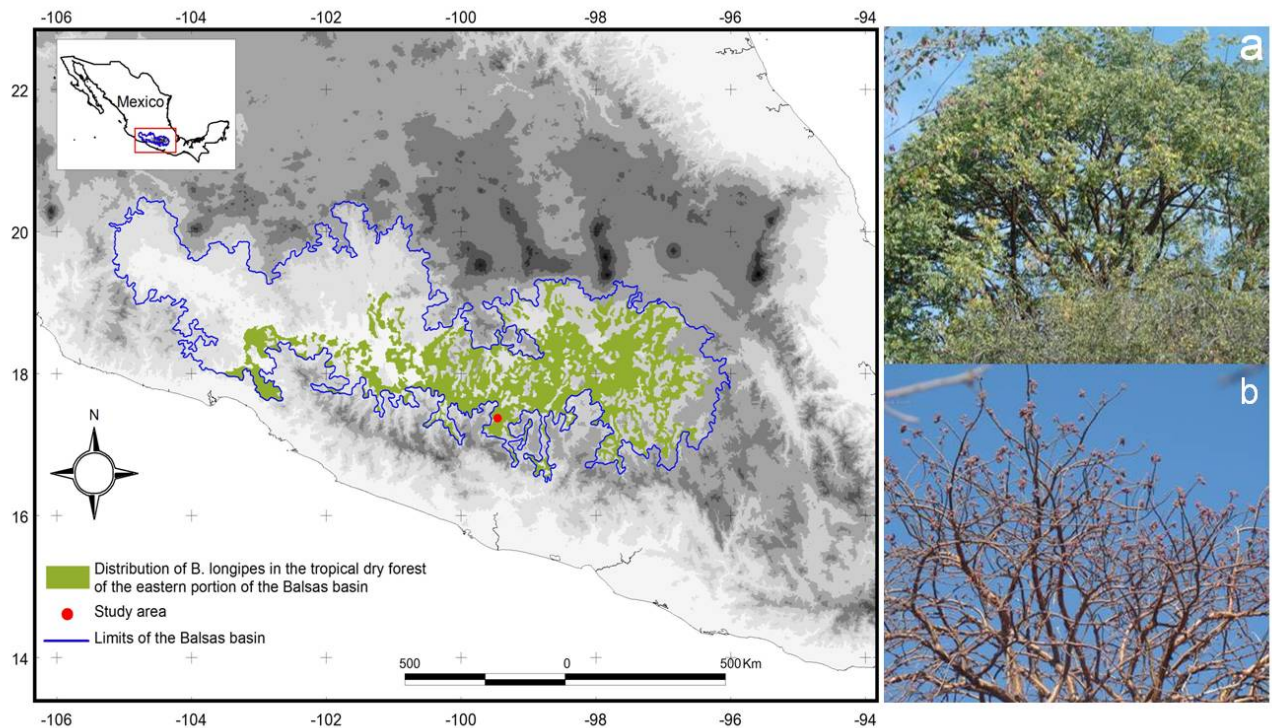 -106
-104
-102
-100
-98
-96
-94
Mexico
22
20
18
16
14
N
Distribution of B. longipes in the tropical dry forest
of the eastern portion of the Balsas basin
Study area
Limits of the Balsas basin
500
0
500 Km
-106
-104
-102
-100
-98
-96
-94
a
b